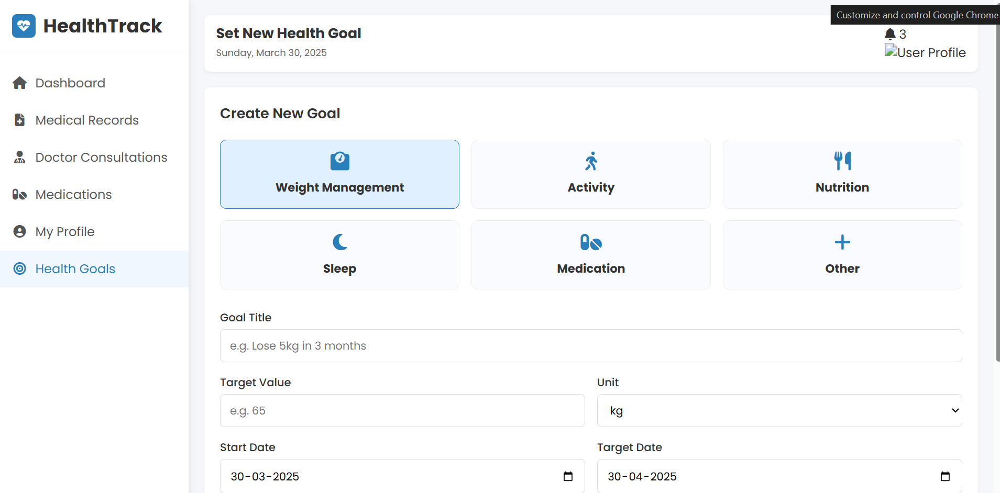 HealthTrack
Dashboard
Medical Records
Doctor Consultations
Medications
My Profile
Health Goals
Customize and control Google Chrome
Set New Health Goal
Sunday, March 30, 2025
3
User Profile
Create New Goal
Weight Management
Activity
Nutrition
Sleep
Medication
Other
Goal Title
e.g. Lose 5kg in 3 months
Target Value
Unit
e.g. 65
kg
Start Date
Target Date
30-03-2025
30-04-2025